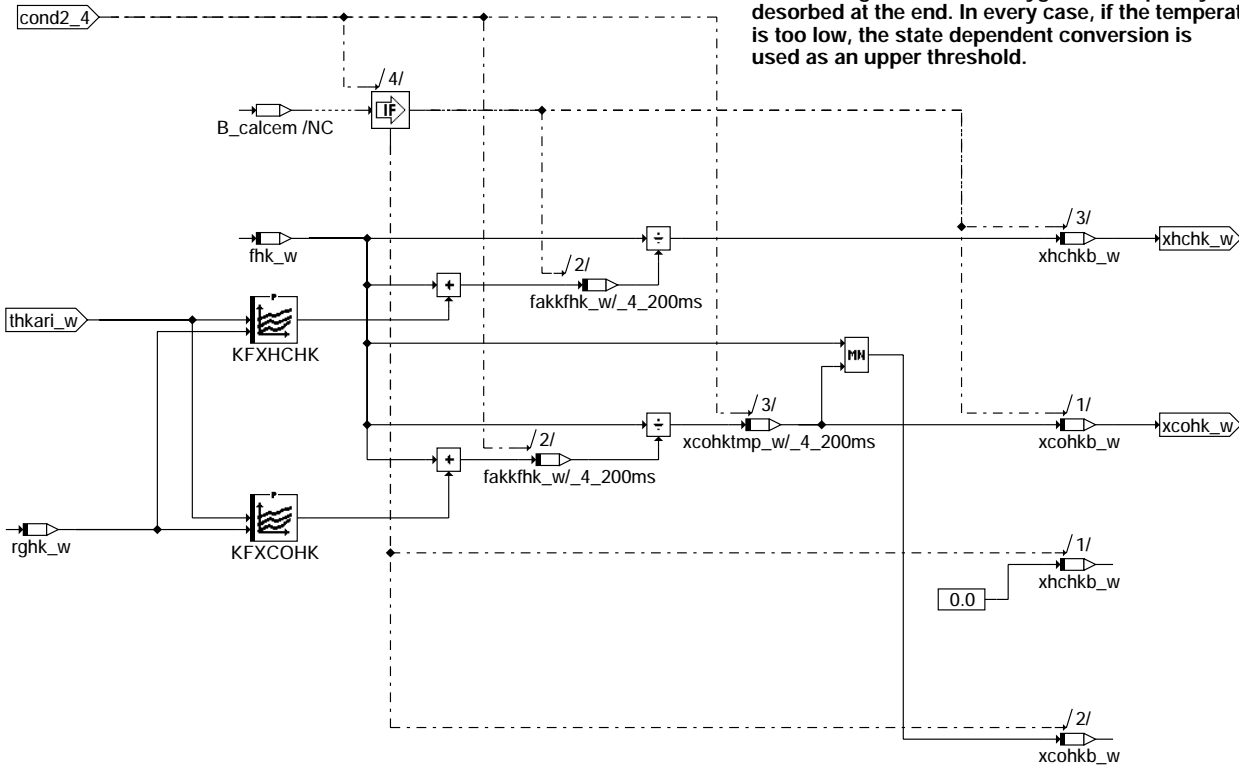 desorbed at the end. In every case, if the temperat
is too low, the state dependent conversion is
used as an upper threshold.
cond2_4
/4/
IF
B_calcem /NC
/3/
fhk_w
xhchkb_w
xhchk_w
/2/
fakkfhk_w/_4_200ms
thkari_w
P
KFXHCHK
MN
/3/
/1/
/2/
xcohktmp_w/_4_200ms
xcohkb_w
xcohk_w
fakkfhk_w/_4_200ms
P
rghk_w
KFXCOHK
/1/
xhchkb_w
0.0
/2/
xcohkb_w